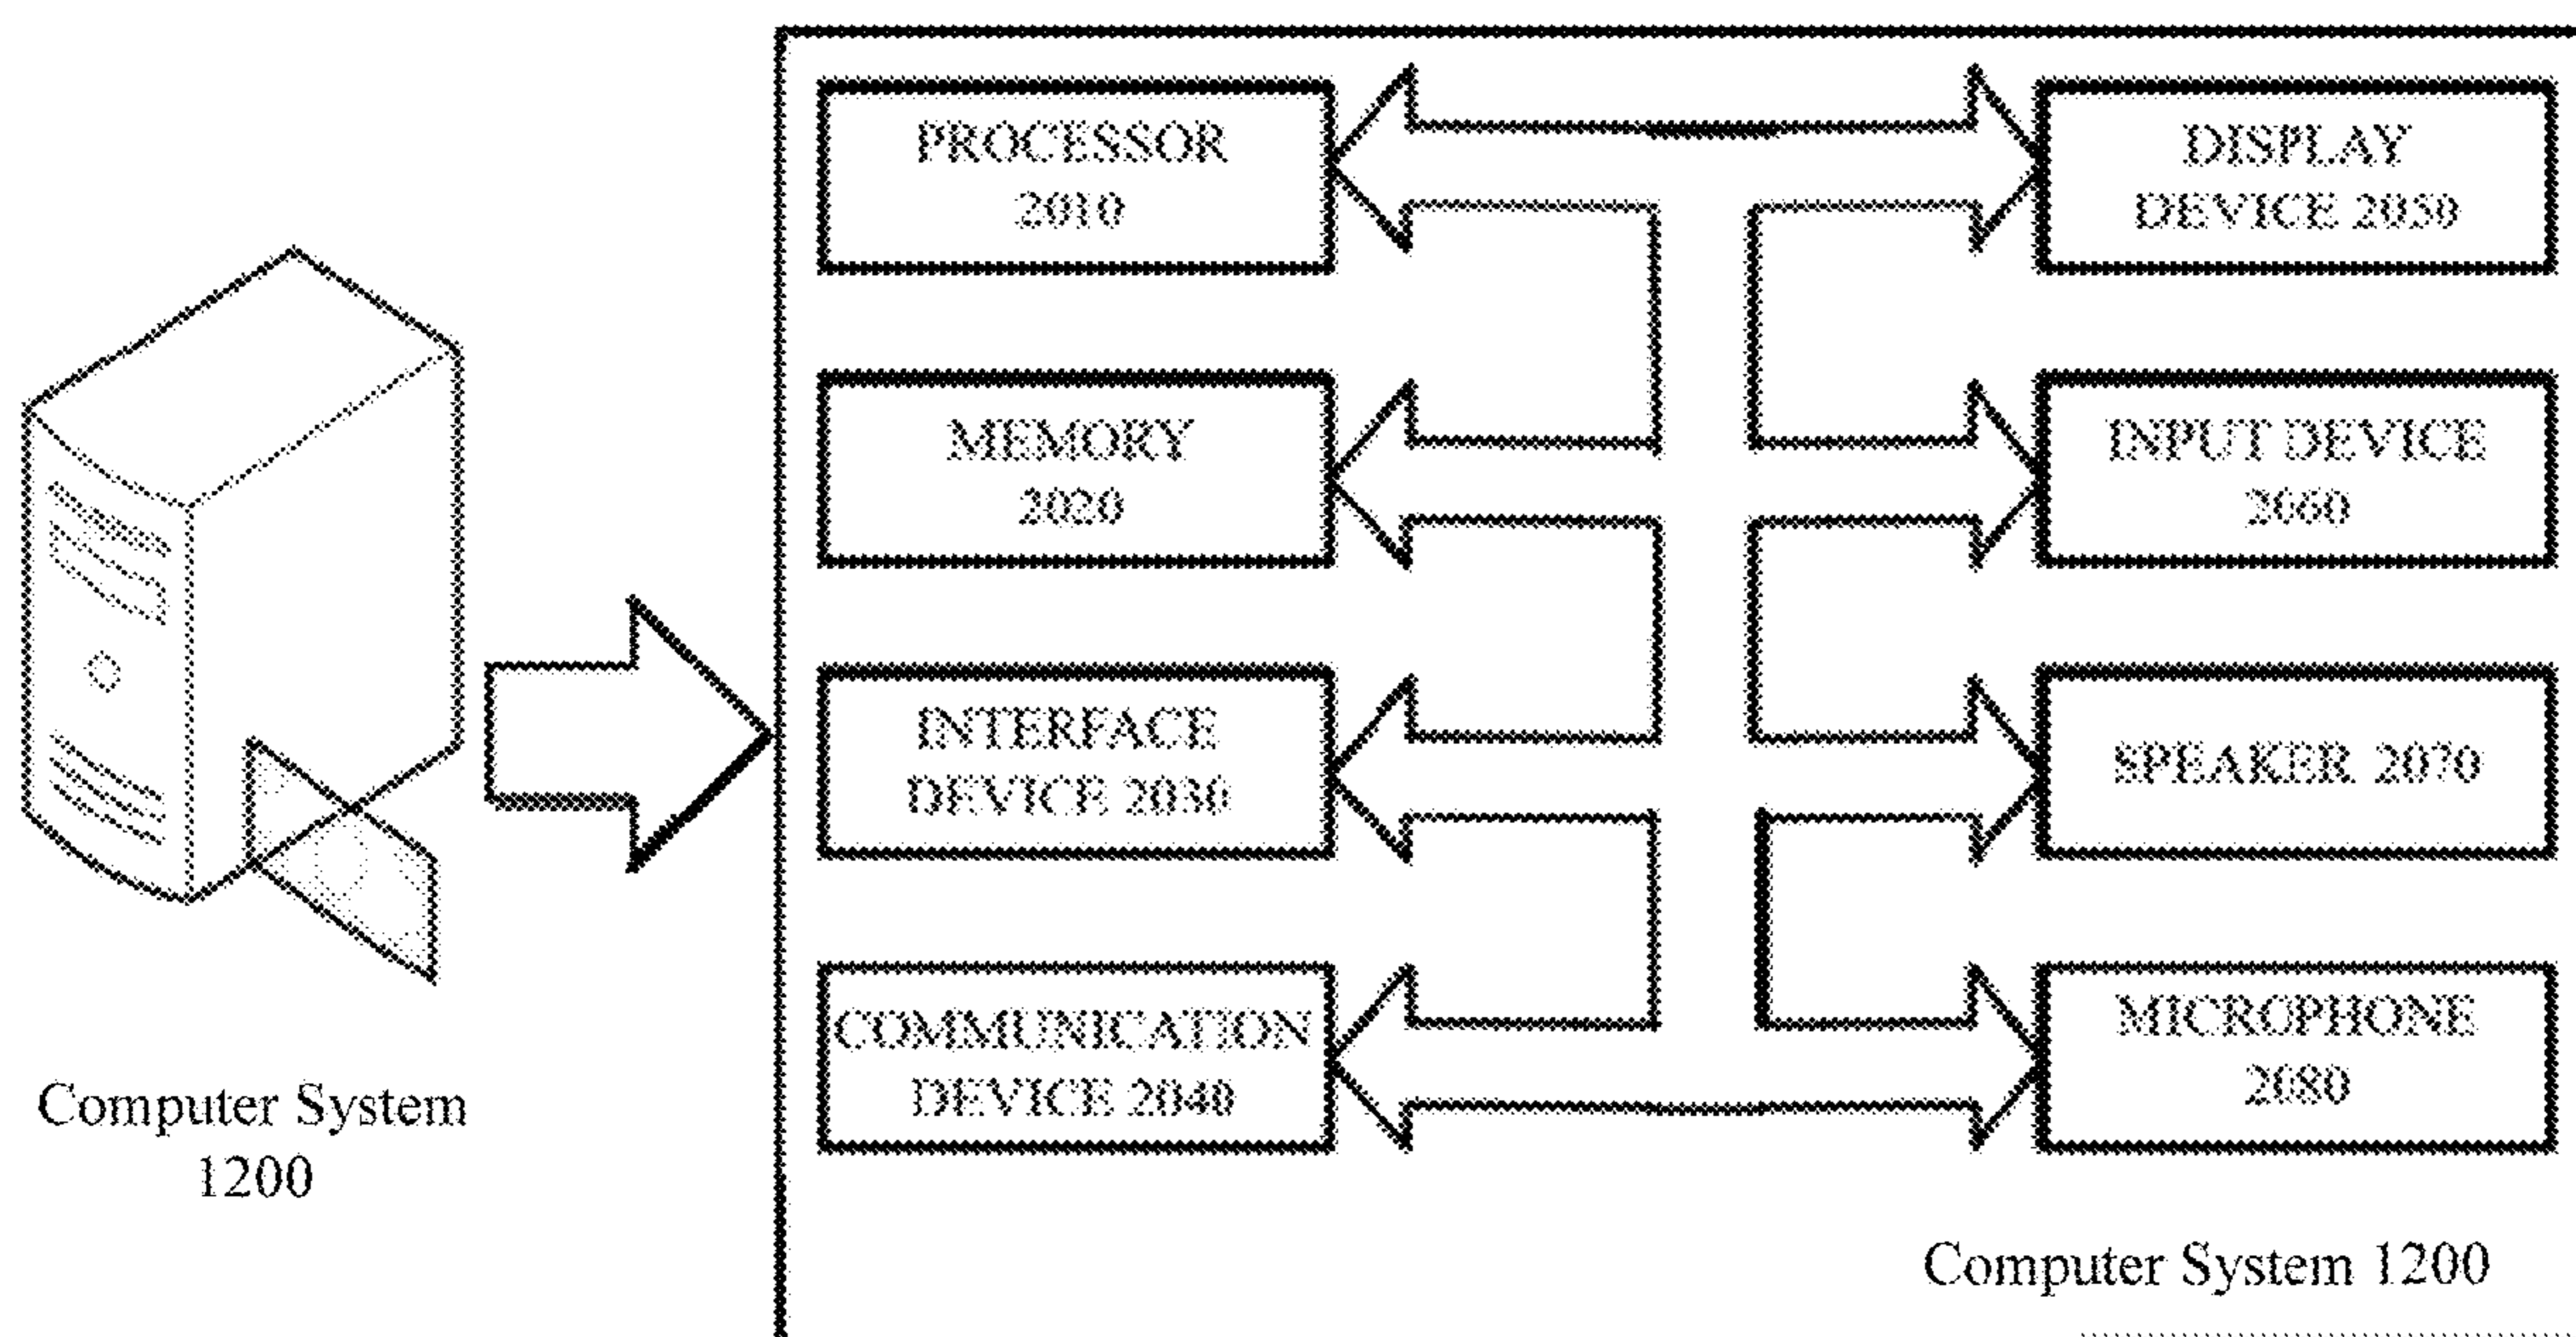 PROCESSOR
2010
DISPLAY
DEVICE 2050
MEMORY
2020
INPUT DEVICE
2060
INTERFACE
DEVICE 2030
SPEAKER 2070
COMMUNICATION
DEVICE 2040
MICROPHONE
2080
Computer System
1200
Computer System 1200